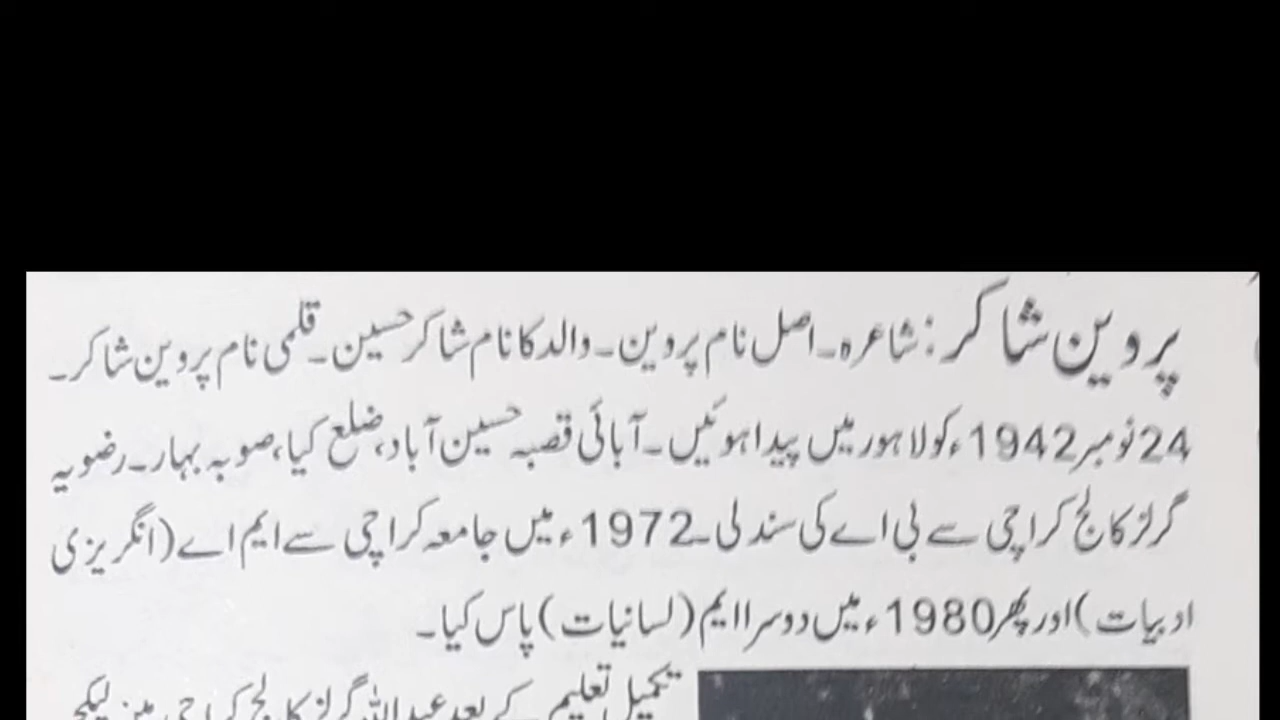 پروین شاکر: شاعرہ۔ اصل نام پروین۔ والد کا نام شاکر حسین۔ قلمی نام پروین شاکر۔
24 نومبر 1942ء کو لاہور میں پیدا ہوئیں۔ آبائی قصبہ حسین آباد، ضلع کیا، صوبہ بہار۔ رضویہ
گرلز کالج کراچی سے بی اے کی سند لی۔ 1972ء میں جامعہ کراچی سے ایم اے (انگریزی
ادبیات) اور پھر 1980ء میں دوسرا ایم (لسانیات) پاس کیا۔
تکمیل تعلیم کے بعد عبداللہ گرلز کالج کراچی میں